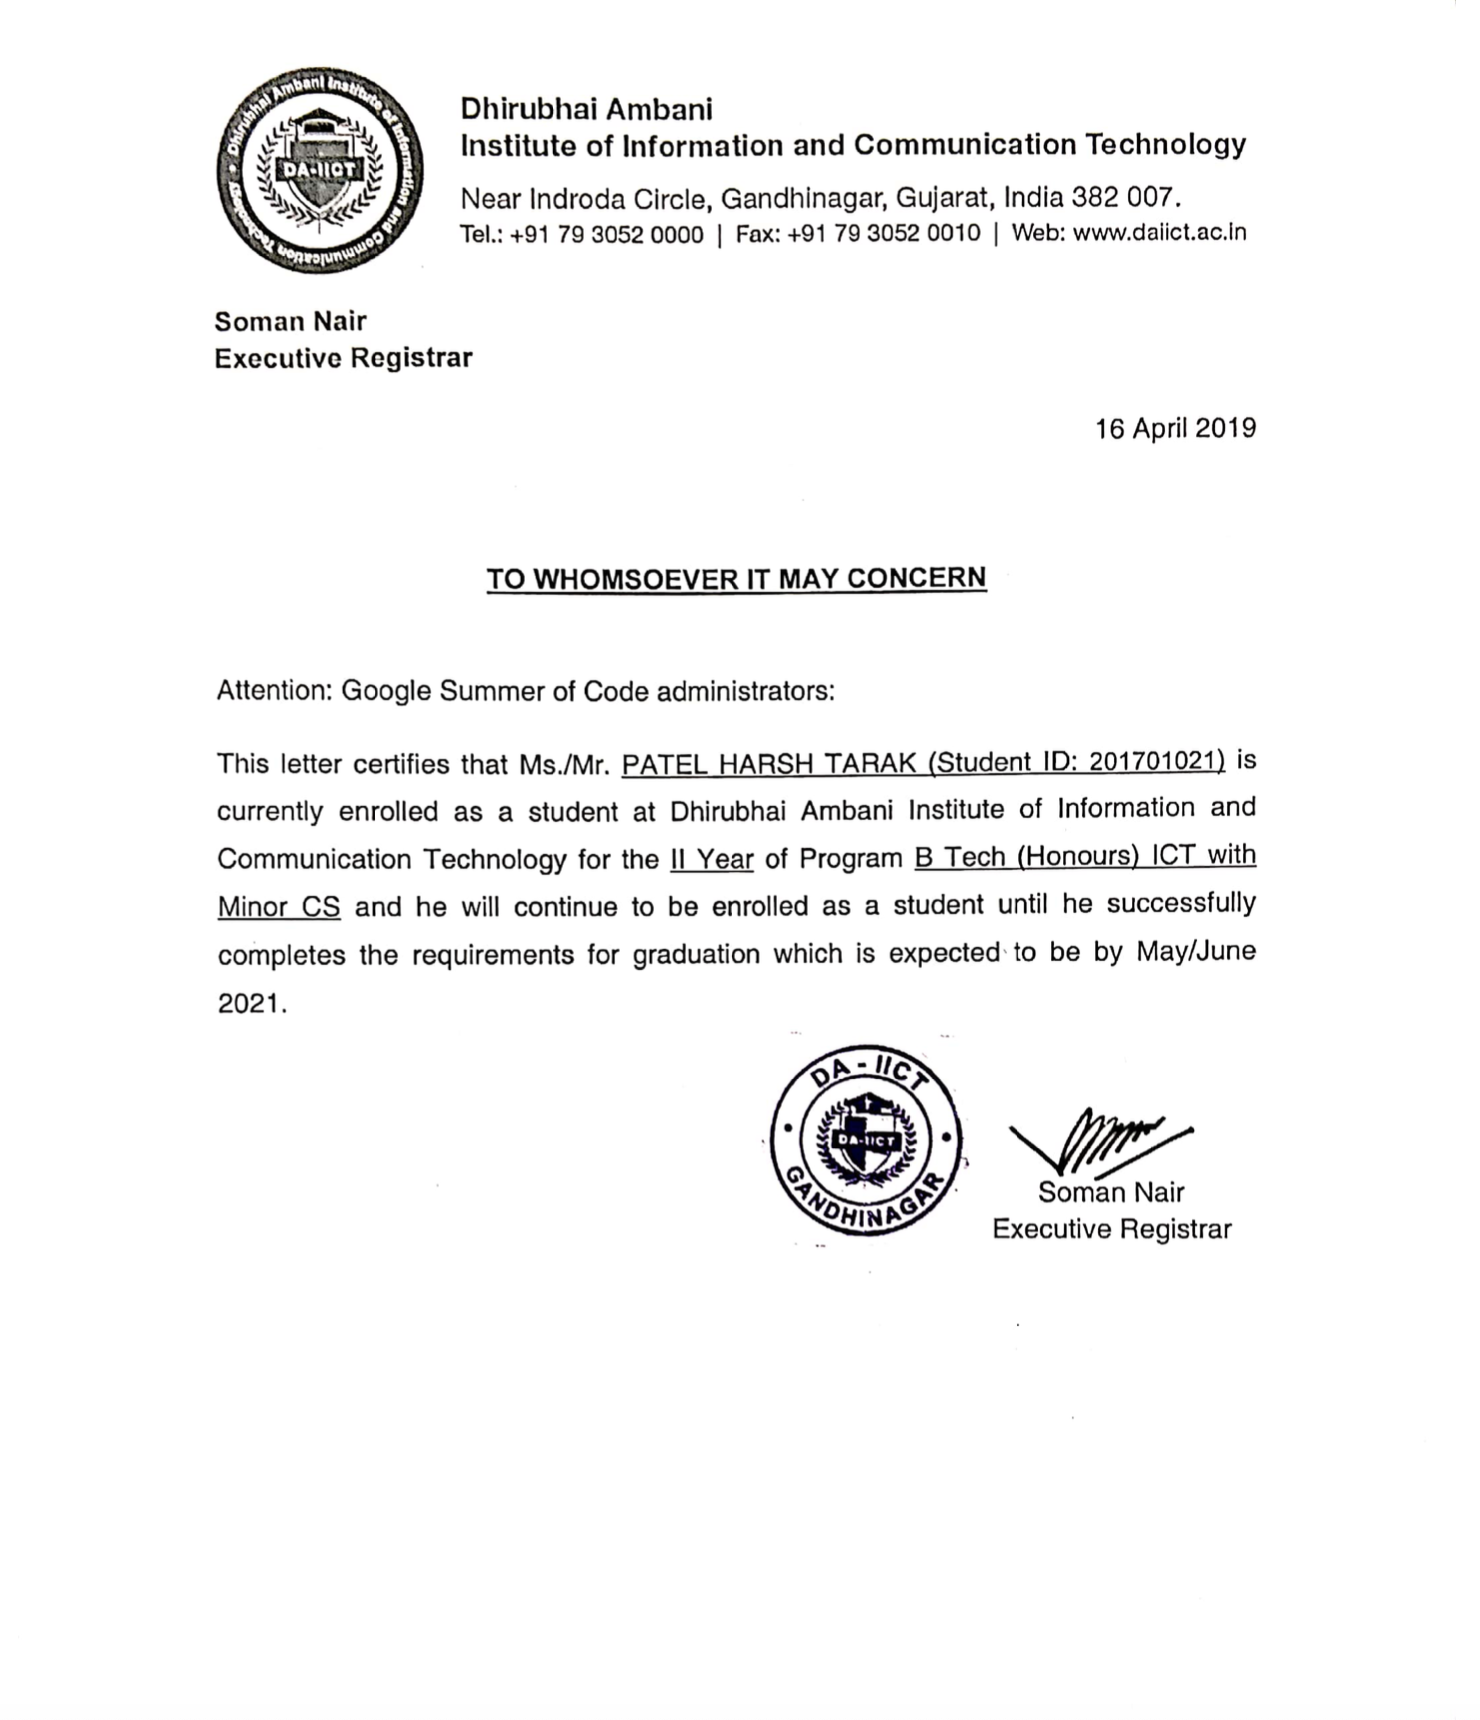 Dhirubhai Ambani Institute of Information and Communication Technology
DA-IICT
Dhirubhai Ambani
Institute of Information and Communication Technology
Near Indroda Circle, Gandhinagar, Gujarat, India 382 007.
Tel.: +91 79 3052 0000 | Fax: +91 79 3052 0010 | Web: www.daiict.ac.in
Soman Nair
Executive Registrar
16 April 2019
TO WHOMSOEVER IT MAY CONCERN
Attention: Google Summer of Code administrators:
This letter certifies that Ms./Mr. PATEL HARSH TARAK (Student ID: 201701021) is
currently enrolled as a student at Dhirubhai Ambani Institute of Information and
Communication Technology for the II Year of Program B Tech (Honours) ICT with
Minor CS and he will continue to be enrolled as a student until he successfully
completes the requirements for graduation which is expected to be by May/June
2021.
DA - IICT
DA-IICT
GANDHINAGAR
Soman Nair
Executive Registrar